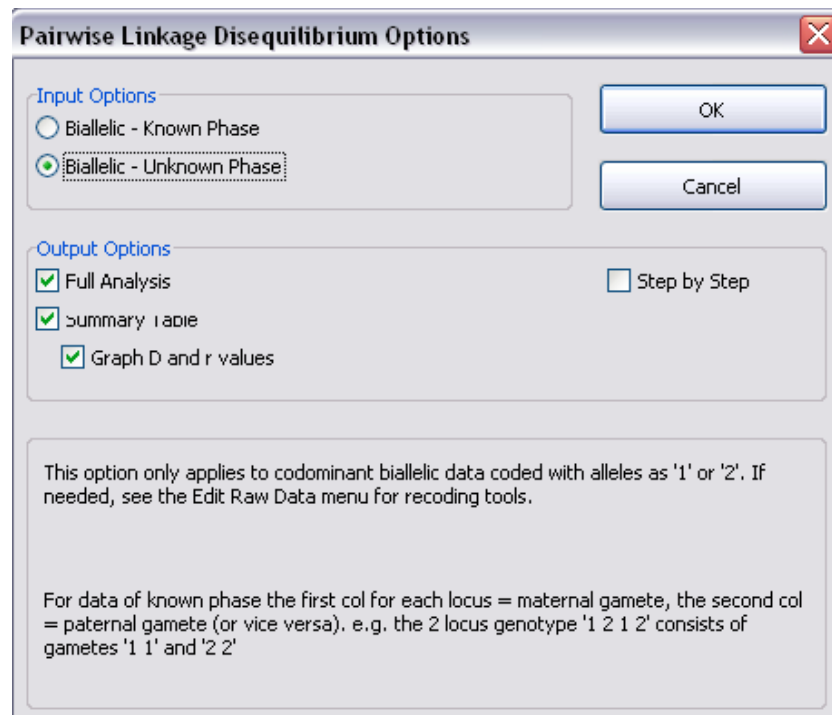 Pairwise Linkage Disequilibrium Options
Input Options
Biallelic - Known Phase
Biallelic - Unknown Phase
OK
Cancel
Output Options
Full Analysis
Step by Step
Summary Table
Graph D and r values
This option only applies to codominant biallelic data coded with alleles as '1' or '2'. If
needed, see the Edit Raw Data menu for recoding tools.
For data of known phase the first col for each locus = maternal gamete, the second col
= paternal gamete (or vice versa). e.g. the 2 locus genotype '1 2 1 2' consists of
gametes '1 1' and '2 2'